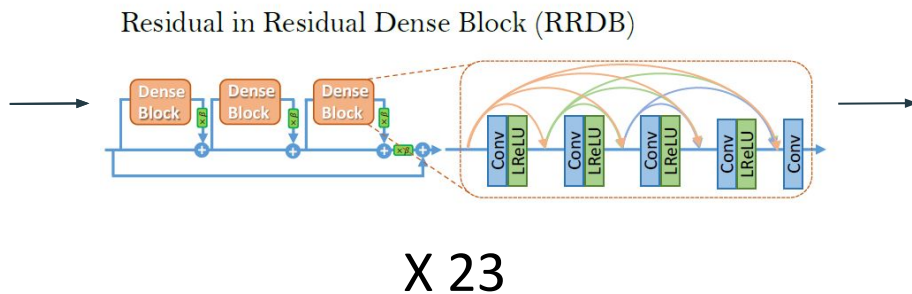 Residual in Residual Dense Block (RRDB)
Dense
Block
Dense
Block
Dense
Block
×β
×β
×β
×β
Conv
LReLU
Conv
LReLU
Conv
LReLU
Conv
LReLU
Conv
X 23